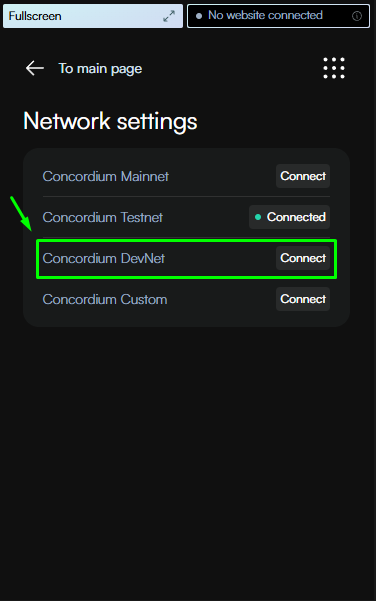 Fullscreen
No website connected
To main page
Network settings
Concordium Mainnet Connect
Concordium Testnet Connected
Concordium DevNet Connect
Concordium Custom Connect